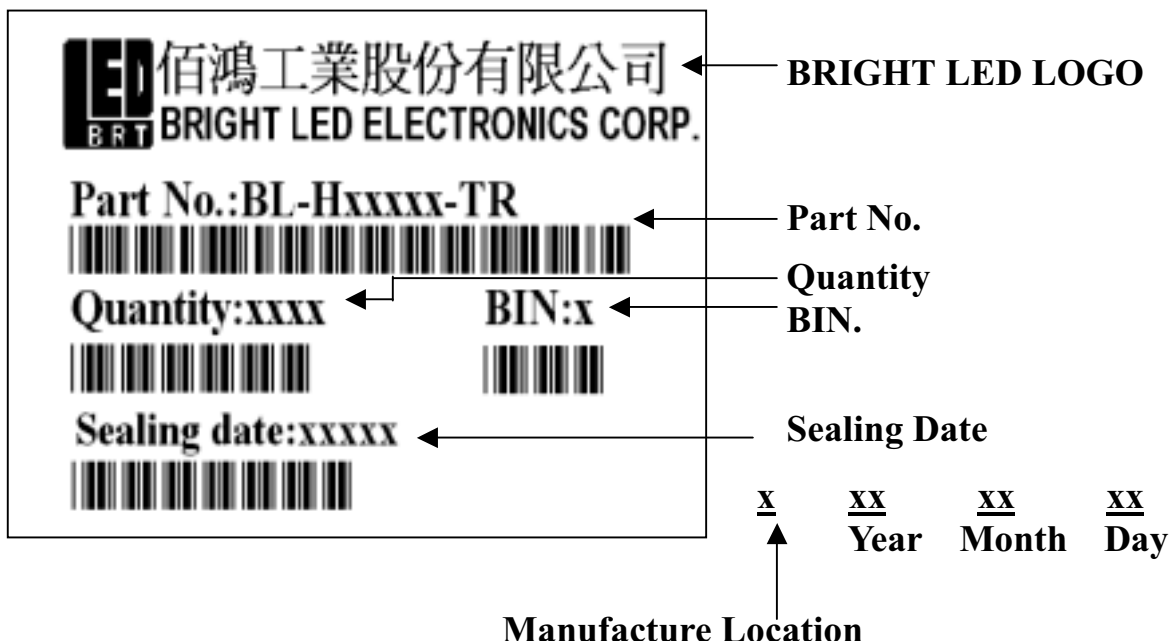 LED 佰鴻工業股份有限公司
BRT BRIGHT LED ELECTRONICS CORP.
BRIGHT LED LOGO
Part No.:BL-Hxxxxx-TR
Part No.
Quantity:xxxx
Quantity
BIN:x
BIN.
Sealing date:xxxxx
Sealing Date
x xx xx xx
Year Month Day
Manufacture Location